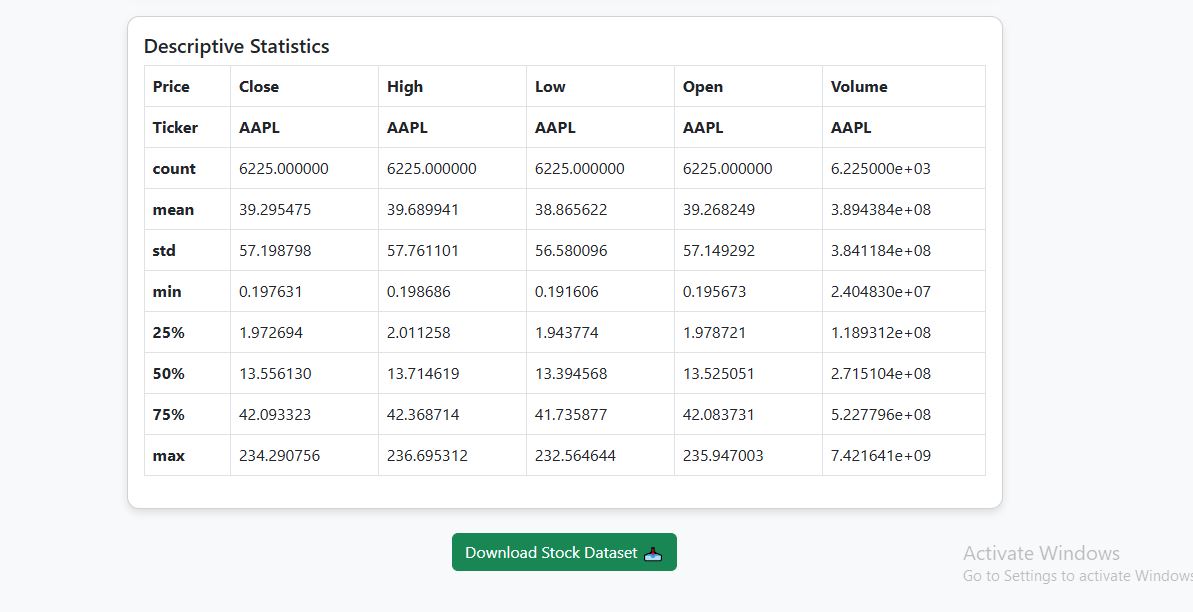 Descriptive Statistics
Price Close High Low Open Volume
Ticker AAPL AAPL AAPL AAPL AAPL
count 6225.000000 6225.000000 6225.000000 6225.000000 6.225000e+03
mean 39.295475 39.689941 38.865622 39.268249 3.894384e+08
std 57.198798 57.761101 56.580096 57.149292 3.841184e+08
min 0.197631 0.198686 0.191606 0.195673 2.404830e+07
25% 1.972694 2.011258 1.943774 1.978721 1.189312e+08
50% 13.556130 13.714619 13.394568 13.525051 2.715104e+08
75% 42.093323 42.368714 41.735877 42.083731 5.227796e+08
max 234.290756 236.695312 232.564644 235.947003 7.421641e+09
Download Stock Dataset
Activate Windows
Go to Settings to activate Windows